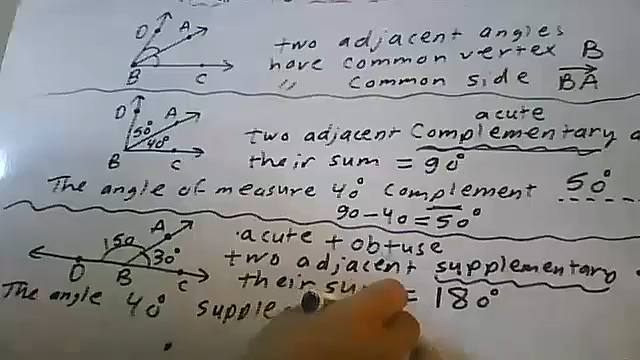 D A
B C
two adjacent angles
have common vertex B
" common side BA
D A
50° 40°
B C
acute
two adjacent Complementary
their sum = 90°
The angle of measure 40° complement 50°
90 - 40 = 50°
D 150 A 30°
B C
acute + obtuse
two adjacent supplementary
their su = 180°
The angle 40° supple